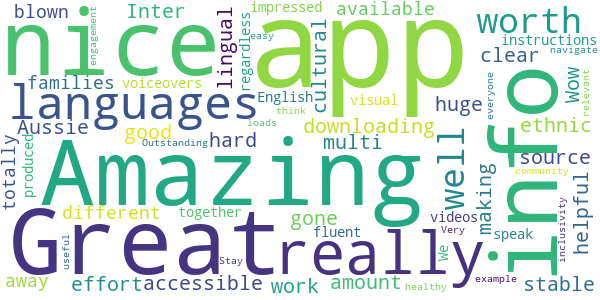 blown
Inter
lingual
impressed
available
worth
engagement
nice
app
regardless
easy
cultural
instructions
clear
navigate
families
voiceovers
languages
English
visual
huge
Wow
info
everyone
relevant
Aussie
good
think
loads
downloading
ethnic
totally
produced
Amazing
Outstanding
hard
multi
well
source
making
helpful
community
different
together
gone
videos
Great
really
fluent
We
Very
speak
inclusivity
useful
Stay
away
effort
accessible
work
amount
healthy
example
stable